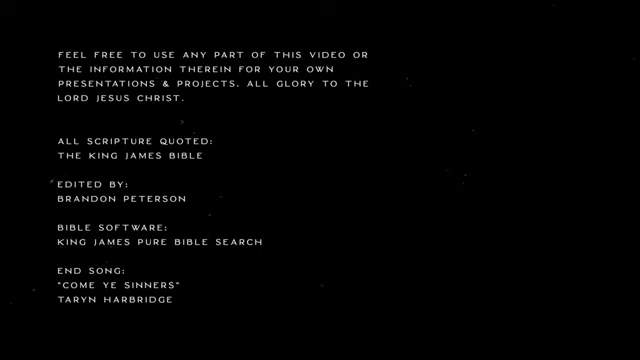 FEEL FREE TO USE ANY PART OF THIS VIDEO OR
THE INFORMATION THEREIN FOR YOUR OWN
PRESENTATIONS & PROJECTS. ALL GLORY TO THE
LORD JESUS CHRIST.
ALL SCRIPTURE QUOTED:
THE KING JAMES BIBLE
EDITED BY:
BRANDON PETERSON
BIBLE SOFTWARE:
KING JAMES PURE BIBLE SEARCH
END SONG:
"COME YE SINNERS"
TARYN HARBRIDGE